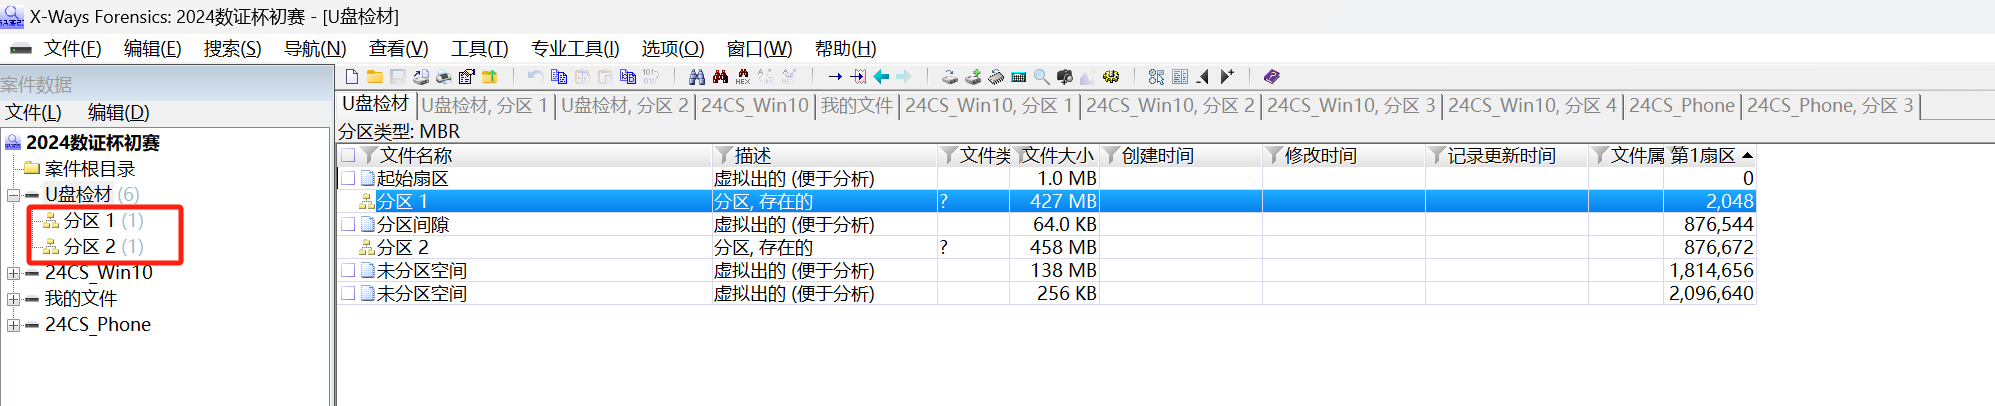 X-Ways Forensics: 2024数证杯初赛 - [U盘检材]
文件(F) 编辑(E) 搜索(S) 导航(N) 查看(V) 工具(T) 专业工具(I) 选项(O) 窗口(W) 帮助(H)
案件数据
文件(L) 编辑(D)
2024数证杯初赛
案件根目录
U盘检材 (6)
分区 1 (1)
分区 2 (1)
24CS_Win10
我的文件
24CS_Phone
U盘检材 U盘检材, 分区 1 U盘检材, 分区 2 24CS_Win10 我的文件 24CS_Win10, 分区 1 24CS_Win10, 分区 2 24CS_Win10, 分区 3 24CS_Win10, 分区 4 24CS_Phone 24CS_Phone, 分区 3
分区类型: MBR
文件名称 描述 文件类 文件大小 创建时间 修改时间 记录更新时间 文件属 第1扇区
起始扇区 虚拟出的 (便于分析) 1.0 MB 0
分区 1 分区, 存在的 ? 427 MB 2,048
分区间隙 虚拟出的 (便于分析) 64.0 KB 876,544
分区 2 分区, 存在的 ? 458 MB 876,672
未分区空间 虚拟出的 (便于分析) 138 MB 1,814,656
未分区空间 虚拟出的 (便于分析) 256 KB 2,096,640